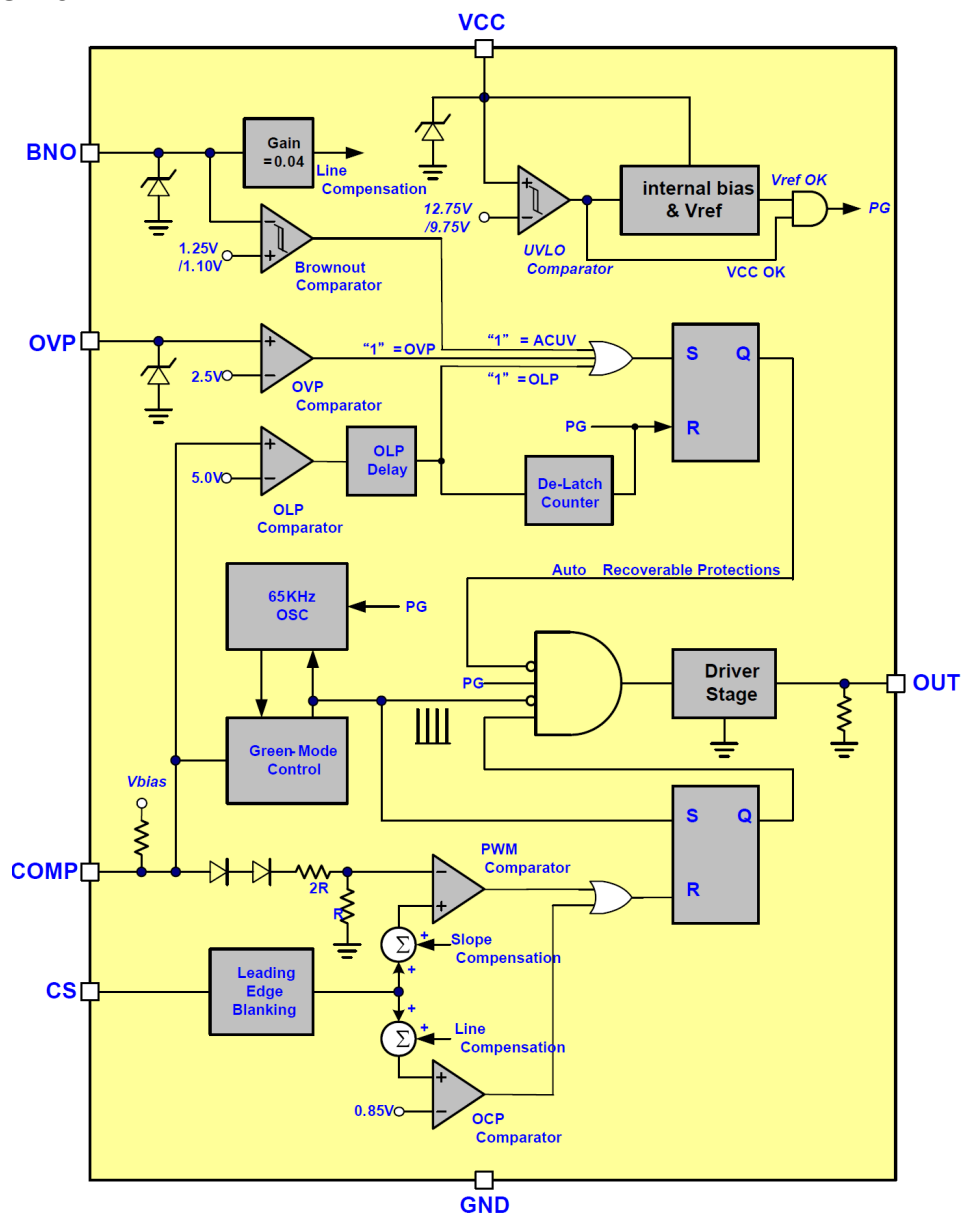 VCC
BNO
Gain
=0.04
Line
Compensation
12.75V
/9.75V
+
−
UVLO
Comparator
internal bias
& Vref
Vref OK
PG
VCC OK
1.25V
/1.10V
−
+
Brownout
Comparator
OVP
+
−
2.5V
OVP
Comparator
“1” =OVP
“1” =ACUV
“1” =OLP
S
Q
R
PG
+
−
5.0V
OLP
Comparator
OLP
Delay
De-Latch
Counter
Auto Recoverable Protections
65KHz
OSC
PG
PG
Driver
Stage
OUT
Green-Mode
Control
Vbias
COMP
2R
R
−
+
PWM
Comparator
S
Q
R
Σ
+
+
Slope
Compensation
CS
Leading
Edge
Blanking
+
Σ
+
Line
Compensation
+
−
0.85V
OCP
Comparator
GND